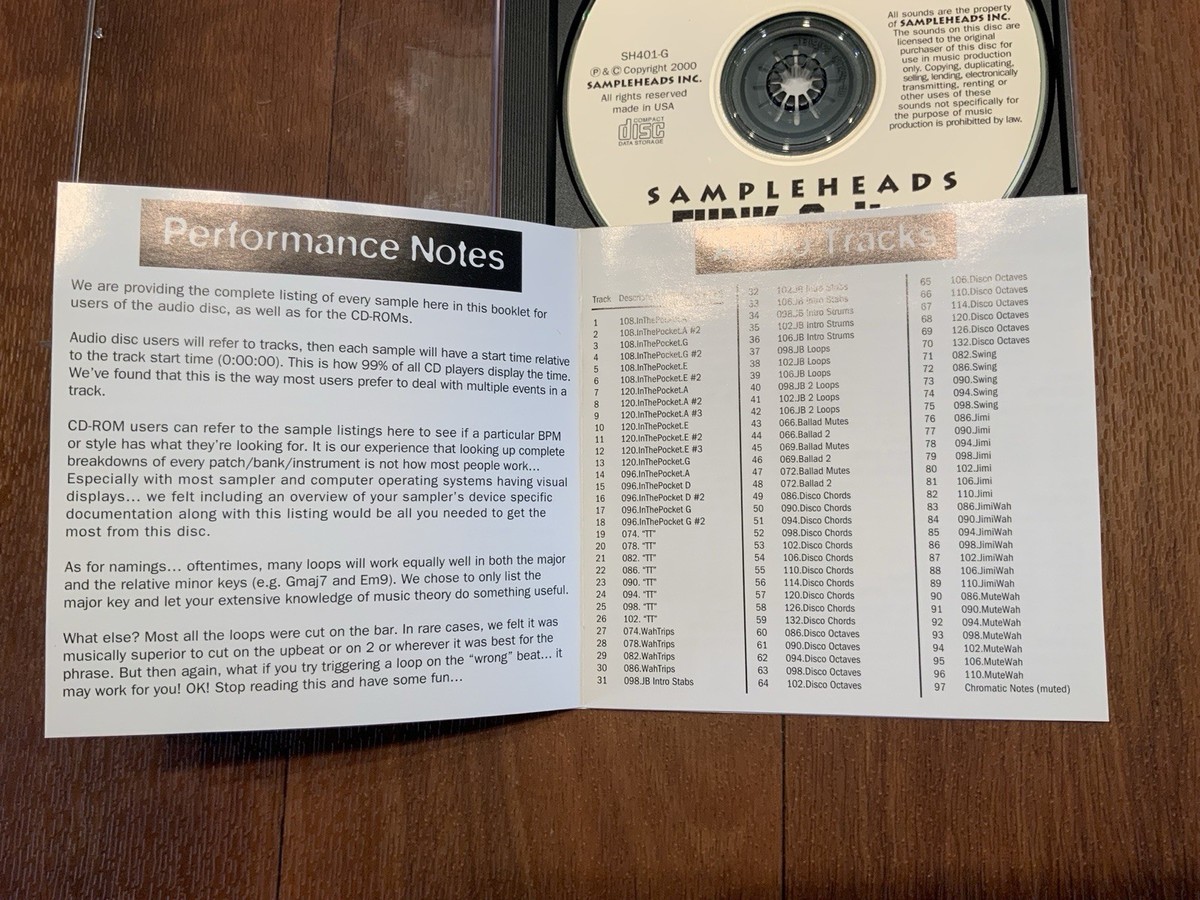 SH401-G
℗ & © Copyright 2000
SAMPLEHEADS INC.
All rights reserved
made in USA
COMPACT
disc
DATA STORAGE
All sounds are the property
of SAMPLEHEADS INC.
The sounds on this disc are
licensed to the original
purchaser of this disc for
use in music production
only. Copying, duplicating,
selling, lending, electronically
transmitting, renting or
other uses of these
sounds not specifically for
the purpose of music
production is prohibitted by law.
SAMPLEHEADS
Performance Notes
We are providing the complete listing of every sample here in this booklet for
users of the audio disc, as well as for the CD-ROMs.
Audio disc users will refer to tracks, then each sample will have a start time relative
to the track start time (0:00:00). This is how 99% of all CD players display the time.
We've found that this is the way most users prefer to deal with multiple events in a
track.
CD-ROM users can refer to the sample listings here to see if a particular BPM
or style has what they're looking for. It is our experience that looking up complete
breakdowns of every patch/bank/instrument is not how most people work...
Especially with most sampler and computer operating systems having visual
displays... we felt including an overview of your sampler's device specific
documentation along with this listing would be all you needed to get the
most from this disc.
As for namings... oftentimes, many loops will work equally well in both the major
and the relative minor keys (e.g. Gmaj7 and Em9). We chose to only list the
major key and let your extensive knowledge of music theory do something useful.
What else? Most all the loops were cut on the bar. In rare cases, we felt it was
musically superior to cut on the upbeat or on 2 or wherever it was best for the
phrase. But then again, what if you try triggering a loop on the "wrong" beat... it
may work for you! OK! Stop reading this and have some fun...
Tracks
Track
1 108.InThePocket.A
2 108.InThePocket.A #2
3 108.InThePocket.G
4 108.InThePocket.G #2
5 108.InThePocket.E
6 108.InThePocket.E #2
7 120.InThePocket.A
8 120.InThePocket.A #2
9 120.InThePocket.A #3
10 120.InThePocket.E
11 120.InThePocket.E #2
12 120.InThePocket.E #3
13 120.InThePocket.G
14 096.InThePocket.A
15 096.InThePocket D
16 096.InThePocket D #2
17 096.InThePocket G
18 096.InThePocket G #2
19 074. "TT"
20 078. "TT"
21 082. "TT"
22 086. "TT"
23 090. "TT"
24 094. "TT"
25 098. "TT"
26 102. "TT"
27 074.WahTrips
28 078.WahTrips
29 082.WahTrips
30 086.WahTrips
31 098.JB Intro Stabs
32 102.JB Intro Stabs
33 106.JB Intro Stabs
34 098.JB Intro Strums
35 102.JB Intro Strums
36 106.JB Intro Strums
37 098.JB Loops
38 102.JB Loops
39 106.JB Loops
40 098.JB 2 Loops
41 102.JB 2 Loops
42 106.JB 2 Loops
43 066.Ballad Mutes
44 066.Ballad 2
45 069.Ballad Mutes
46 069.Ballad 2
47 072.Ballad Mutes
48 072.Ballad 2
49 086.Disco Chords
50 090.Disco Chords
51 094.Disco Chords
52 098.Disco Chords
53 102.Disco Chords
54 106.Disco Chords
55 110.Disco Chords
56 114.Disco Chords
57 120.Disco Chords
58 126.Disco Chords
59 132.Disco Chords
60 086.Disco Octaves
61 090.Disco Octaves
62 094.Disco Octaves
63 098.Disco Octaves
64 102.Disco Octaves
65 106.Disco Octaves
66 110.Disco Octaves
67 114.Disco Octaves
68 120.Disco Octaves
69 126.Disco Octaves
70 132.Disco Octaves
71 082.Swing
72 086.Swing
73 090.Swing
74 094.Swing
75 098.Swing
76 086.Jimi
77 090.Jimi
78 094.Jimi
79 098.Jimi
80 102.Jimi
81 106.Jimi
82 110.Jimi
83 086.JimiWah
84 090.JimiWah
85 094.JimiWah
86 098.JimiWah
87 102.JimiWah
88 106.JimiWah
89 110.JimiWah
90 086.MuteWah
91 090.MuteWah
92 094.MuteWah
93 098.MuteWah
94 102.MuteWah
95 106.MuteWah
96 110.MuteWah
97 Chromatic Notes (muted)